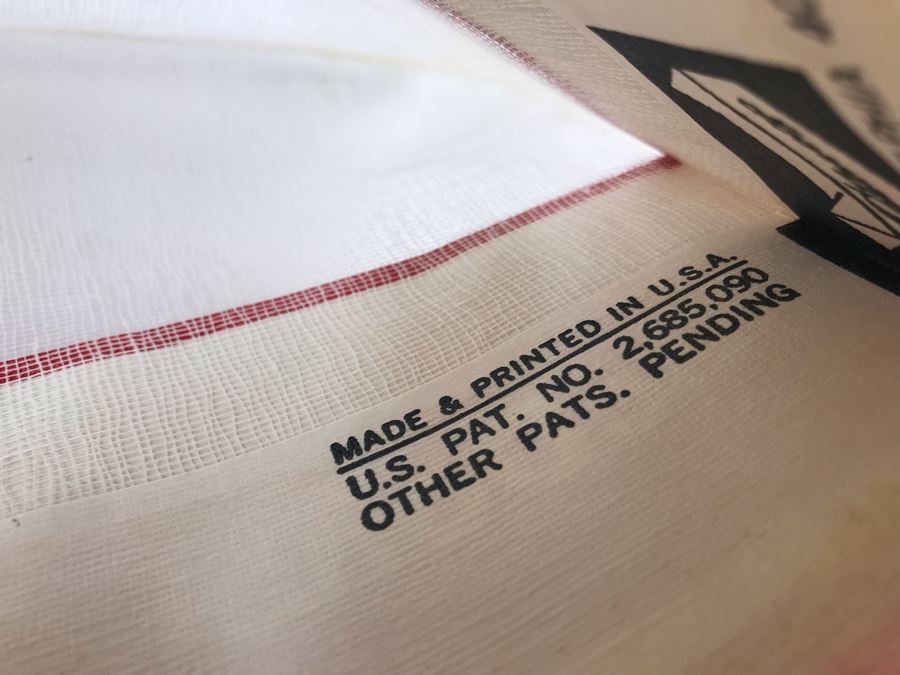 MADE & PRINTED IN U.S.A.
U.S. PAT. NO. 2,685,090
OTHER PATS. PENDING